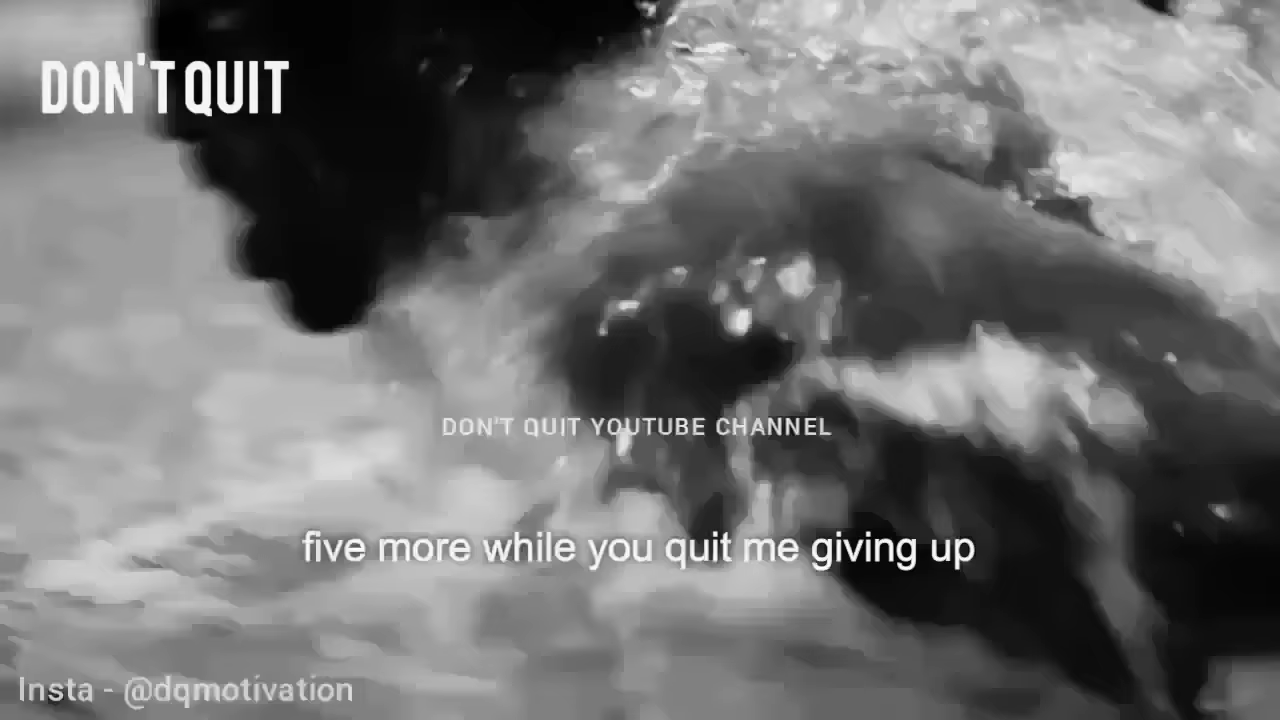 DON'T QUIT
DON'T QUIT YOUTUBE CHANNEL
five more while you quit me giving up
Insta - @dqmotivation